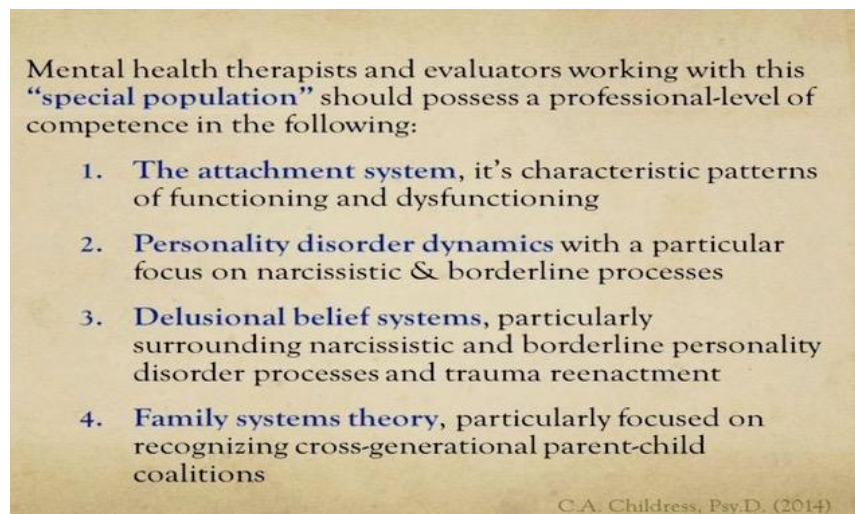 Mental health therapists and evaluators working with this
“special population” should possess a professional-level of
competence in the following:
1. The attachment system, it’s characteristic patterns
of functioning and dysfunctioning
2. Personality disorder dynamics with a particular
focus on narcissistic & borderline processes
3. Delusional belief systems, particularly
surrounding narcissistic and borderline personality
disorder processes and trauma reenactment
4. Family systems theory, particularly focused on
recognizing cross-generational parent-child
coalitions
C.A. Childress, Psy.D. (2014)